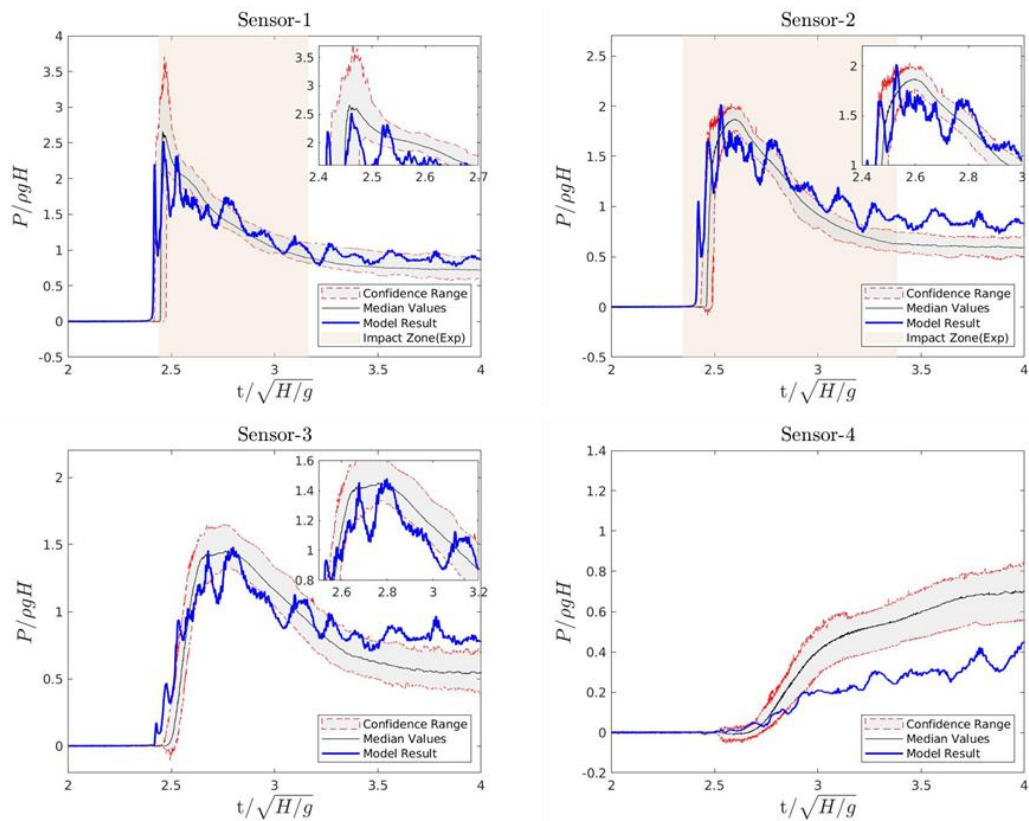 Sensor-1
4
3.5
3
2.5
2
1.5
1
0.5
0
-0.5
P/ρgH
3.5
3
2.5
2
2.4 2.5 2.6 2.7
Confidence Range
Median Values
Model Result
Impact Zone(Exp)
2 2.5 3 3.5 4
t/√H/g
Sensor-2
2.5
2
1.5
1
0.5
0
-0.5
P/ρgH
2
1.5
1
2.4 2.6 2.8 3
Confidence Range
Median Values
Model Result
Impact Zone(Exp)
2 2.5 3 3.5 4
t/√H/g
Sensor-3
2
1.5
1
0.5
0
P/ρgH
1.6
1.4
1.2
1
0.8
2.6 2.8 3 3.2
Confidence Range
Median Values
Model Result
2 2.5 3 3.5 4
t/√H/g
Sensor-4
1.4
1.2
1
0.8
0.6
0.4
0.2
0
-0.2
P/ρgH
Confidence Range
Median Values
Model Result
2 2.5 3 3.5 4
t/√H/g